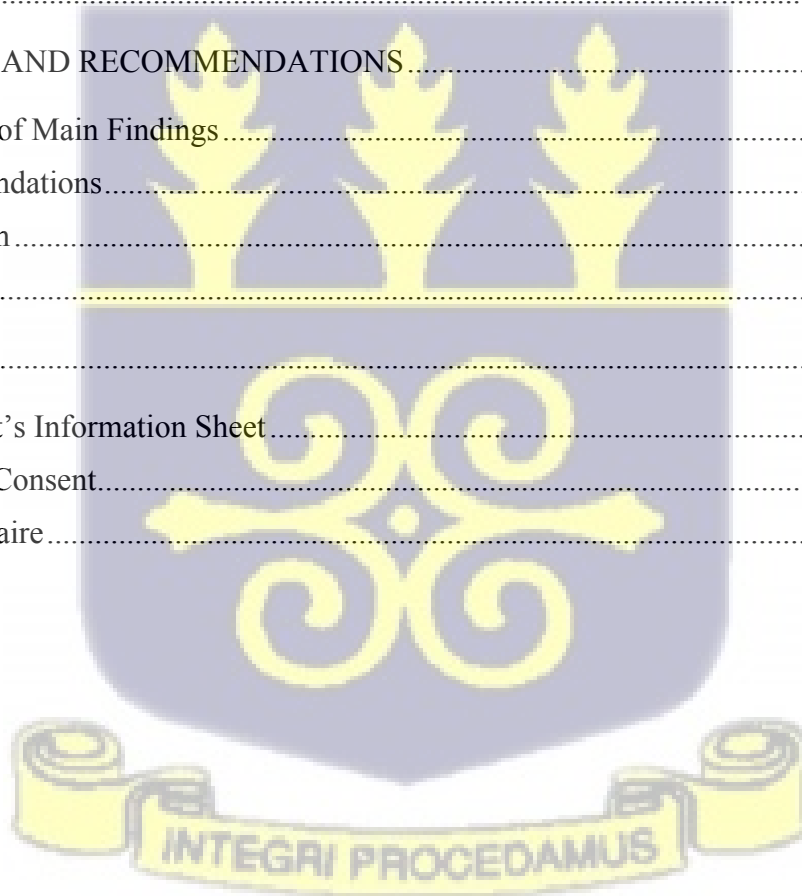 ................................................................................
AND RECOMMENDATIONS................................................
of Main Findings........................................................................
ndations........................................................................................
n....................................................................................................
................................................................................
................................................................................
t’s Information Sheet..................................................................
Consent.........................................................................................
aire................................................................................................
INTEGRI PROCEDAMUS